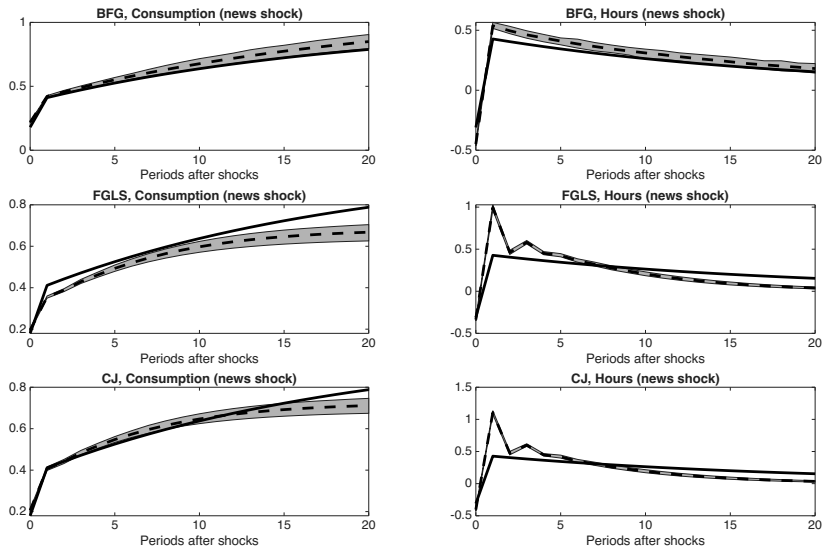 BFG, Consumption (news shock)
1
0.5
0
0 5 10 15 20
Periods after shocks
BFG, Hours (news shock)
0.5
0
-0.5
0 5 10 15 20
Periods after shocks
FGLS, Consumption (news shock)
0.8
0.6
0.4
0.2
0 5 10 15 20
Periods after shocks
FGLS, Hours (news shock)
1
0.5
0
-0.5
0 5 10 15 20
Periods after shocks
CJ, Consumption (news shock)
0.8
0.6
0.4
0.2
0 5 10 15 20
Periods after shocks
CJ, Hours (news shock)
1.5
1
0.5
0
-0.5
0 5 10 15 20
Periods after shocks